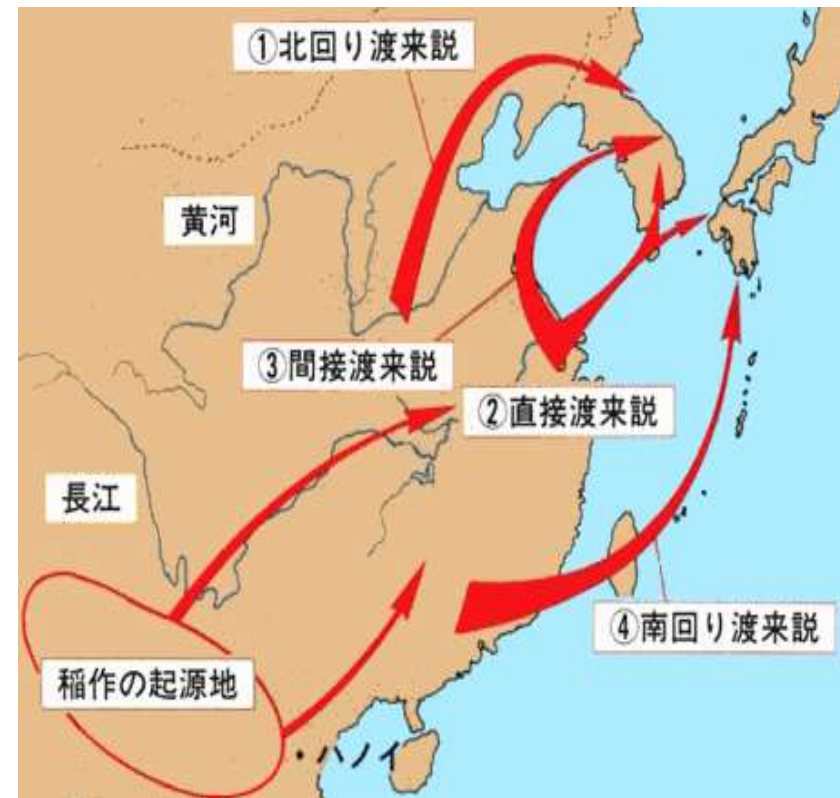 ①北回り渡来説
黄河
③間接渡来説
②直接渡来説
長江
④南回り渡来説
稲作の起源地
・ハノイ